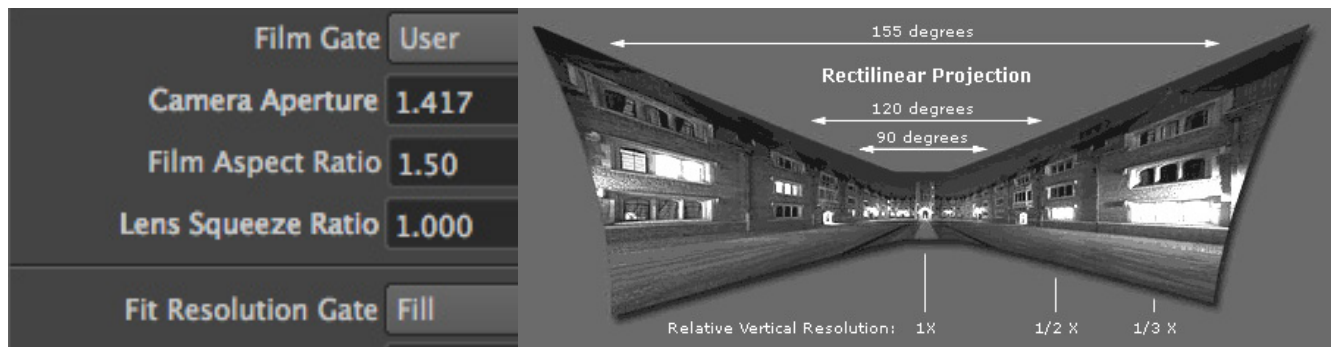 Film Gate User
Camera Aperture 1.417
Film Aspect Ratio 1.50
Lens Squeeze Ratio 1.000
Fit Resolution Gate Fill
155 degrees
Rectilinear Projection
120 degrees
90 degrees
Relative Vertical Resolution: 1X 1/2 X 1/3 X